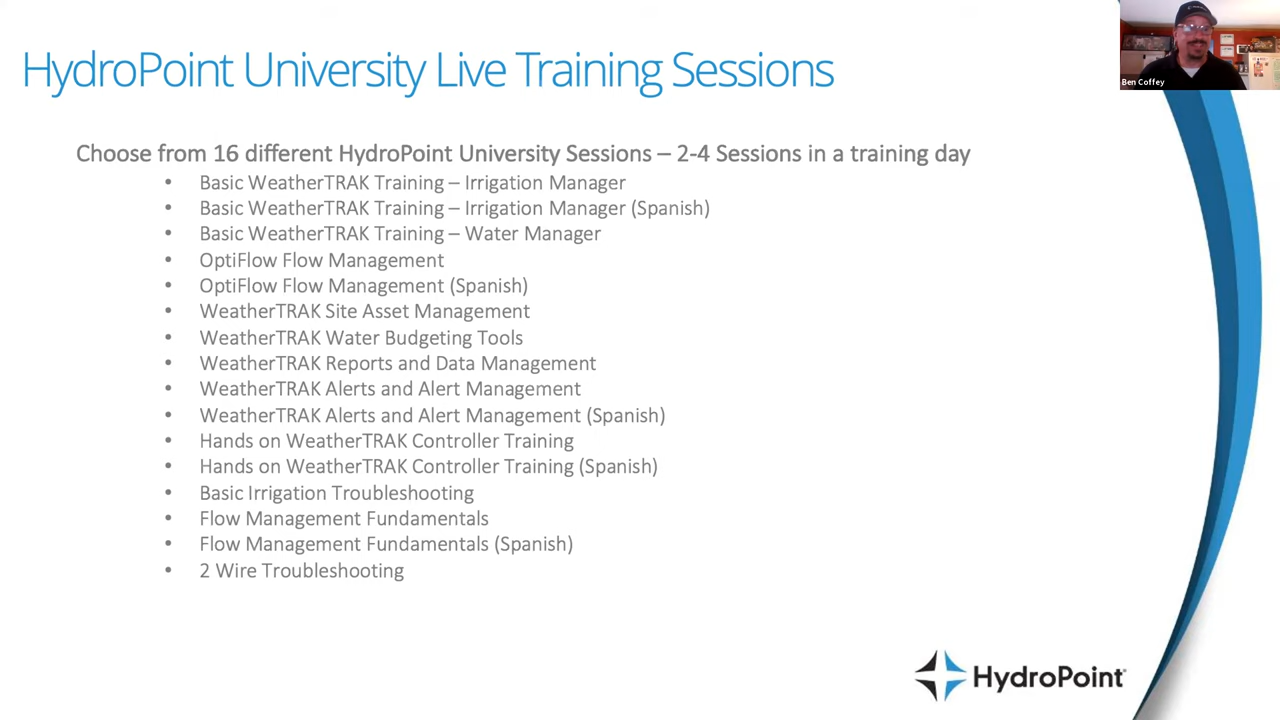 HydroPoint University Live Training Sessions
Ben Coffey
Choose from 16 different HydroPoint University Sessions – 2-4 Sessions in a training day
• Basic WeatherTRAK Training – Irrigation Manager
• Basic WeatherTRAK Training – Irrigation Manager (Spanish)
• Basic WeatherTRAK Training – Water Manager
• OptiFlow Flow Management
• OptiFlow Flow Management (Spanish)
• WeatherTRAK Site Asset Management
• WeatherTRAK Water Budgeting Tools
• WeatherTRAK Reports and Data Management
• WeatherTRAK Alerts and Alert Management
• WeatherTRAK Alerts and Alert Management (Spanish)
• Hands on WeatherTRAK Controller Training
• Hands on WeatherTRAK Controller Training (Spanish)
• Basic Irrigation Troubleshooting
• Flow Management Fundamentals
• Flow Management Fundamentals (Spanish)
• 2 Wire Troubleshooting
HydroPoint